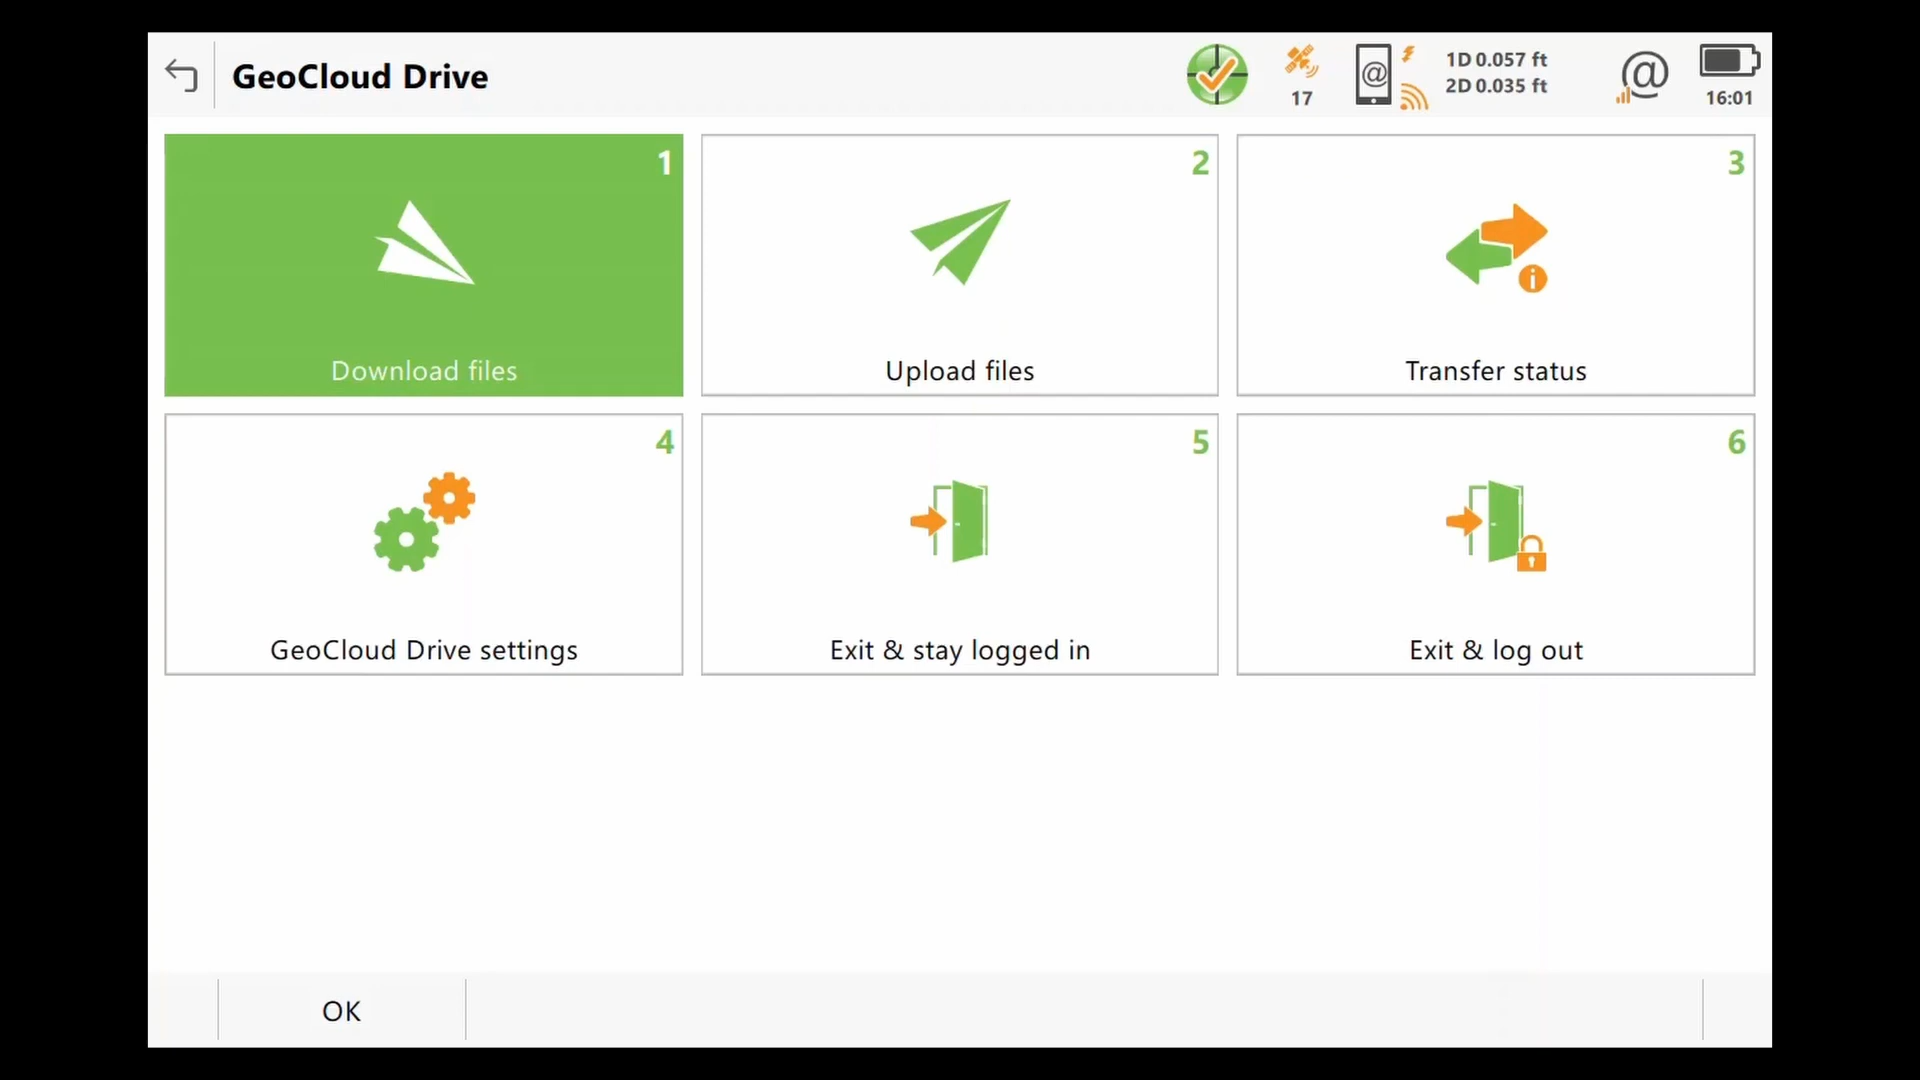 GeoCloud Drive
17
@
1D 0.057 ft
2D 0.035 ft
@
16:01
1
Download files
2
Upload files
3
i
Transfer status
4
GeoCloud Drive settings
5
Exit & stay logged in
6
Exit & log out
OK